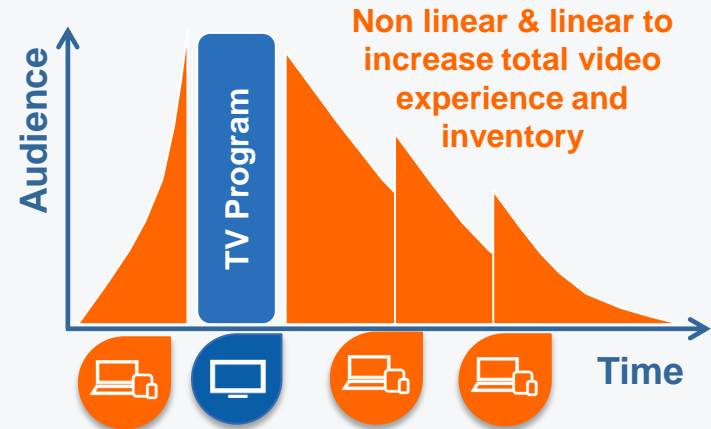 Non linear & linear to
increase total video
experience and
inventory
Audience
TV Program
Time